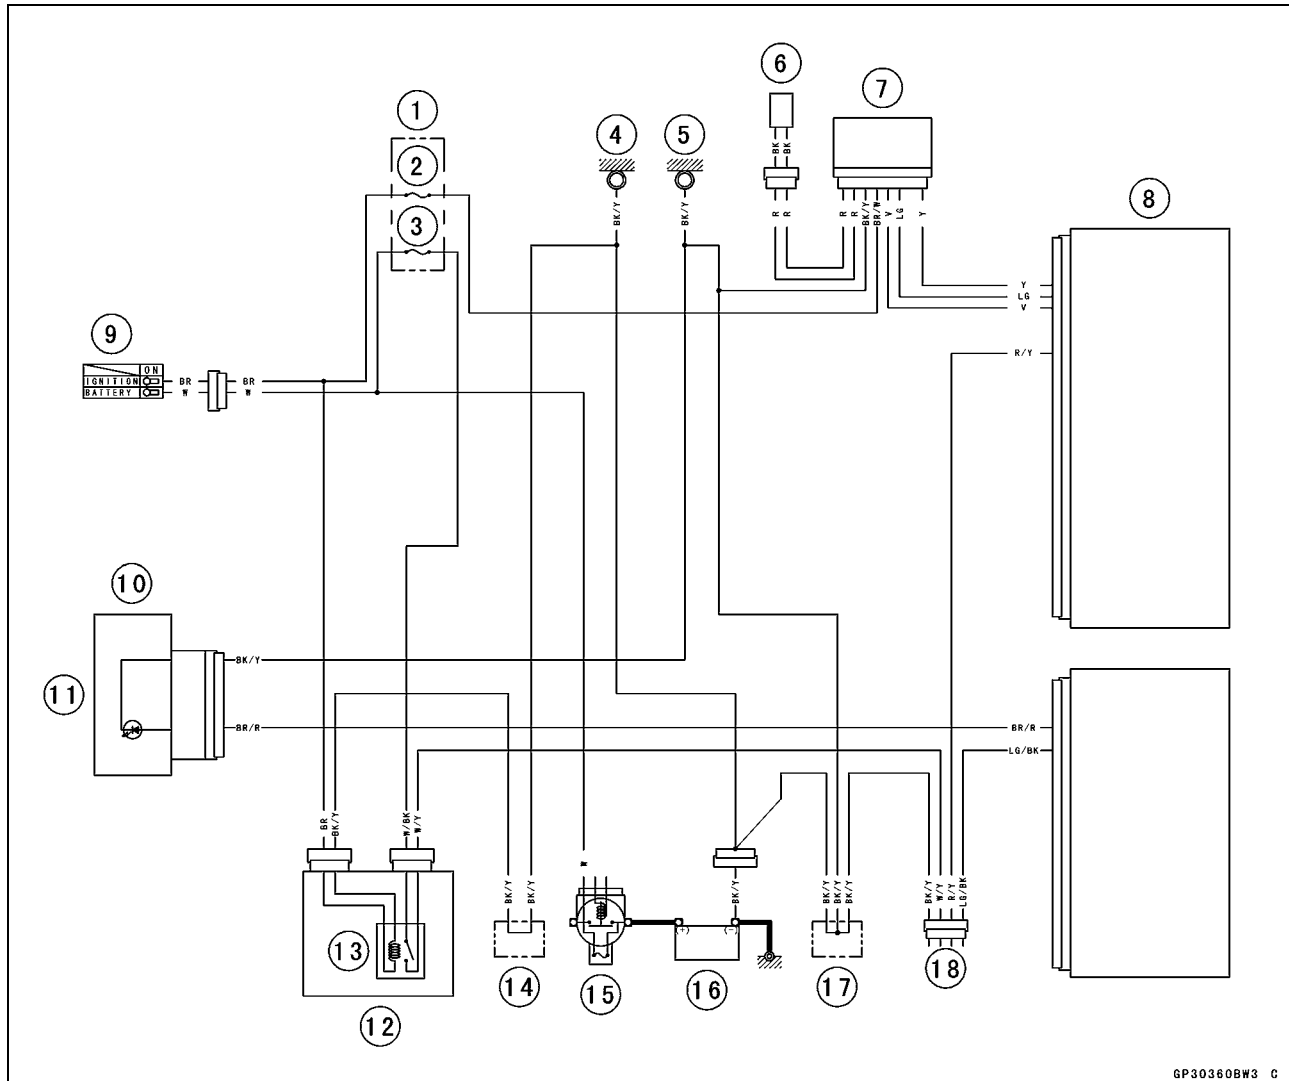 6
1
7
4
5
2
BK
BK
8
3
BK/Y
BK/Y
R
R
R
R
BK/Y
BR/W
V
LG
Y
Y
LG
V
9
R/Y
ON
IGNITION
BR
BR
BATTERY
W
W
10
BK/Y
11
BR/R
BR/R
LG/BK
BR
BK/Y
W/BK
W/Y
W
BK/Y
BK/Y
BK/Y
BK/Y
BK/Y
BK/Y
BK/Y
W/Y
R/Y
LG/BK
(+)
(-)
13
18
14
15
16
17
12
GP30360BW3 C